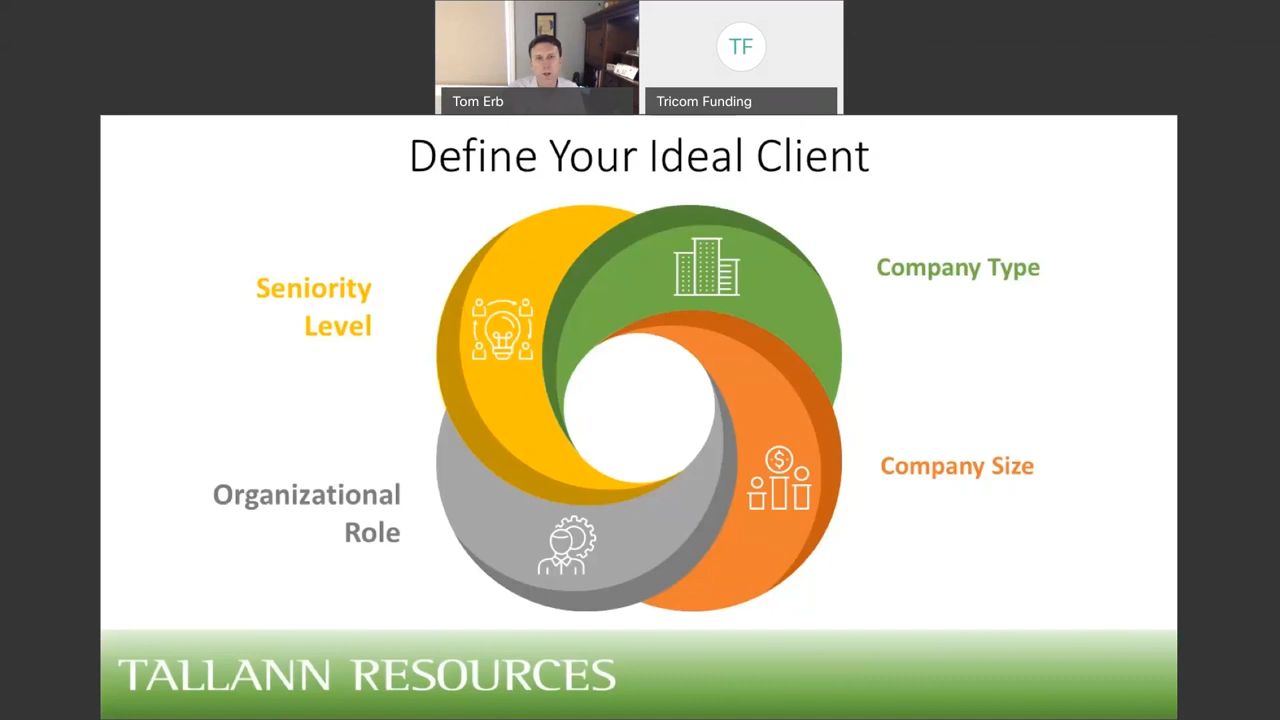 TF
Tom Erb
Tricom Funding
Define Your Ideal Client
Seniority
Level
Company Type
$
Company Size
Organizational
Role
TALLANN RESOURCES